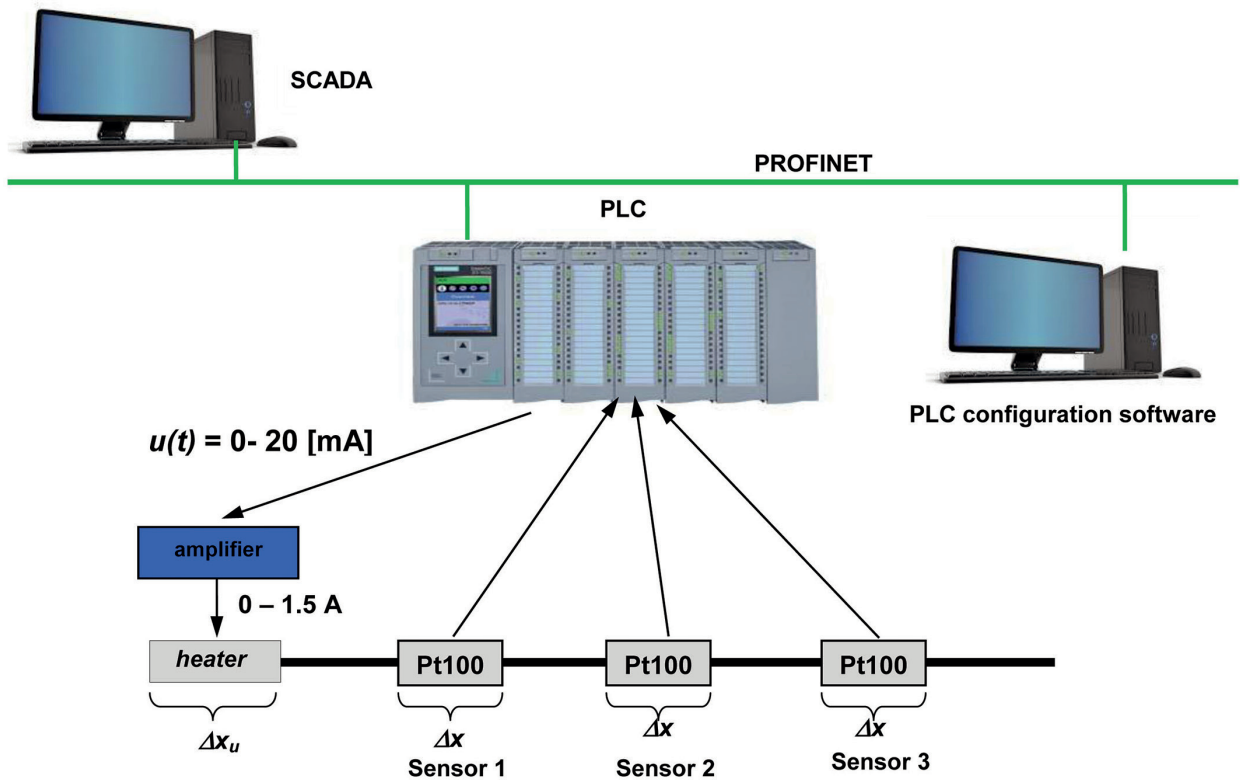 SCADA
PROFINET
PLC
PLC configuration software
u(t) = 0- 20 [mA]
amplifier
0 – 1.5 A
heater
Pt100
Pt100
Pt100
Δxu
Δx
Δx
Δx
Sensor 1
Sensor 2
Sensor 3